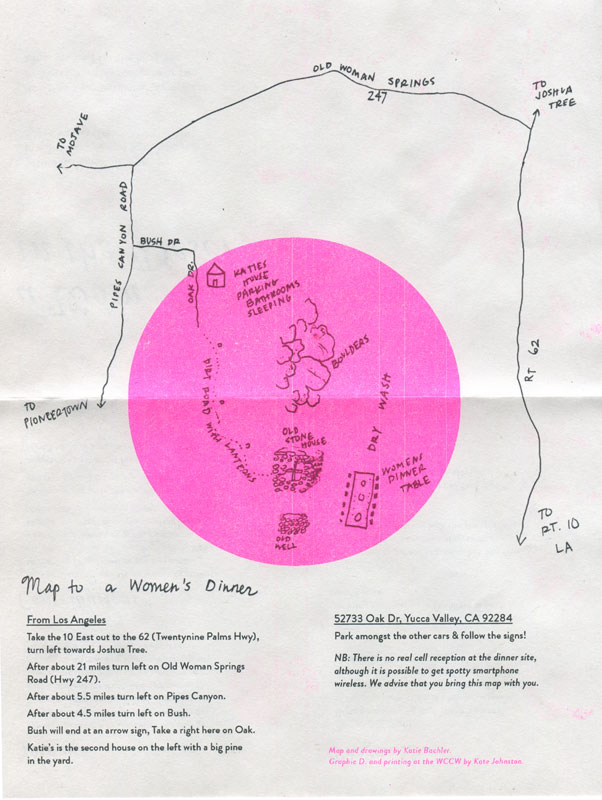 OLD WOMAN SPRINGS
247
TO JOSHUA TREE
TO MOJAVE
PIPES CANYON ROAD
BUSH DR
OAK DR.
KATIES
HOUSE
PARKING
BATHROOMS
SLEEPING
BOULDERS
DIRT ROAD WITH LANTERNS
DRY WASH
RT 62
TO
PIONEERTOWN
OLD
STONE
HOUSE
WOMENS
DINNER
TABLE
OLD
WELL
TO
RT. 10
LA
Map to a Women's Dinner
From Los Angeles
Take the 10 East out to the 62 (Twentynine Palms Hwy),
turn left towards Joshua Tree.
After about 21 miles turn left on Old Woman Springs
Road (Hwy 247).
After about 5.5 miles turn left on Pipes Canyon.
After about 4.5 miles turn left on Bush.
Bush will end at an arrow sign, Take a right here on Oak.
Katie's is the second house on the left with a big pine
in the yard.
52733 Oak Dr, Yucca Valley, CA 92284
Park amongst the other cars & follow the signs!
NB: There is no real cell reception at the dinner site,
although it is possible to get spotty smartphone
wireless. We advise that you bring this map with you.
Map and drawings by Katie Bachler.
Graphic D. and printing at the WCCW by Kate Johnston.